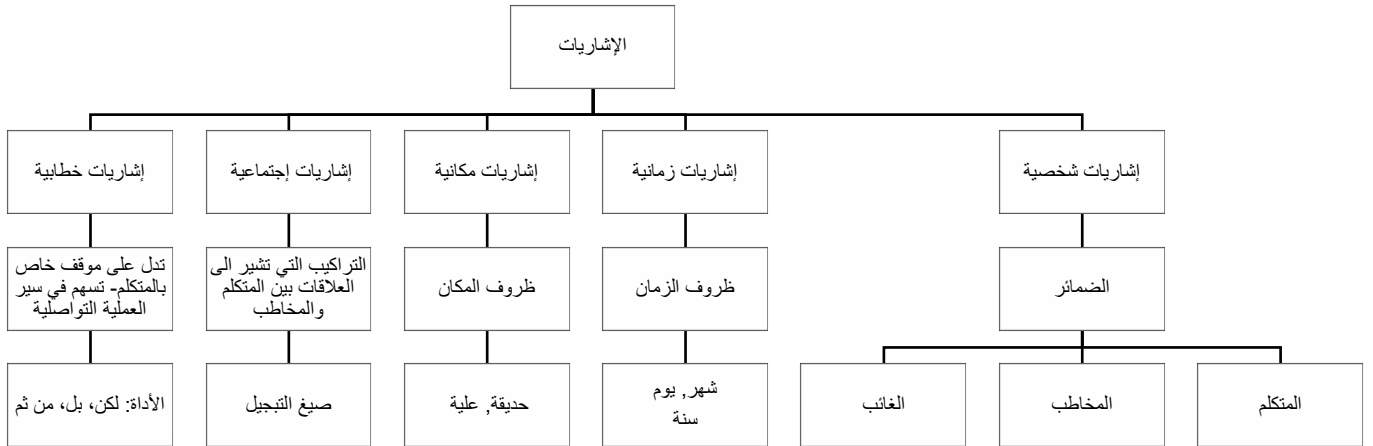 الإشاريات
إشاريات شخصية
إشاريات زمانية
إشاريات مكانية
إشاريات إجتماعية
إشاريات خطابية
الضمائر
ظروف الزمان
ظروف المكان
التراكيب التي تشير الى
العلاقات بين المتكلم
والمخاطب
تدل على موقف خاص
بالمتكلم- تسهم في سير
العملية التواصلية
المتكلم
المخاطب
الغائب
شهر, يوم
سنة
حديقة, علية
صيغ التبجيل
الأداة: لكن، بل، من ثم